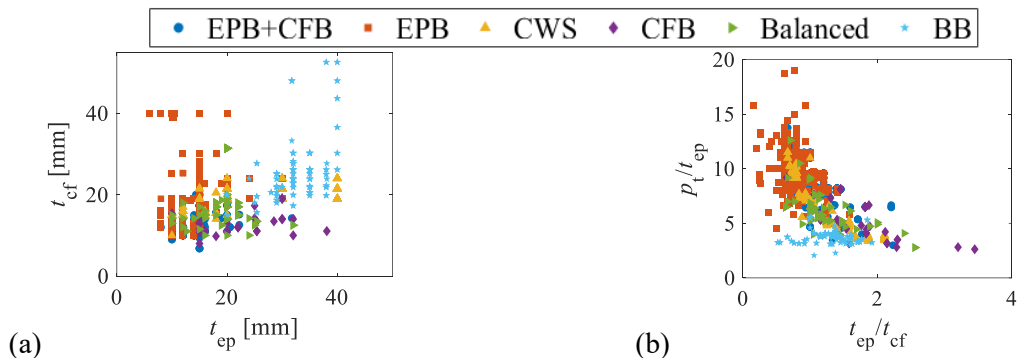 EPB+CFB EPB CWS CFB Balanced BB
t_cf [mm]
40
20
0
0 20 40
t_ep [mm]
(a)
p_t/t_ep
20
15
10
5
0
0 2 4
t_ep/t_cf
(b)